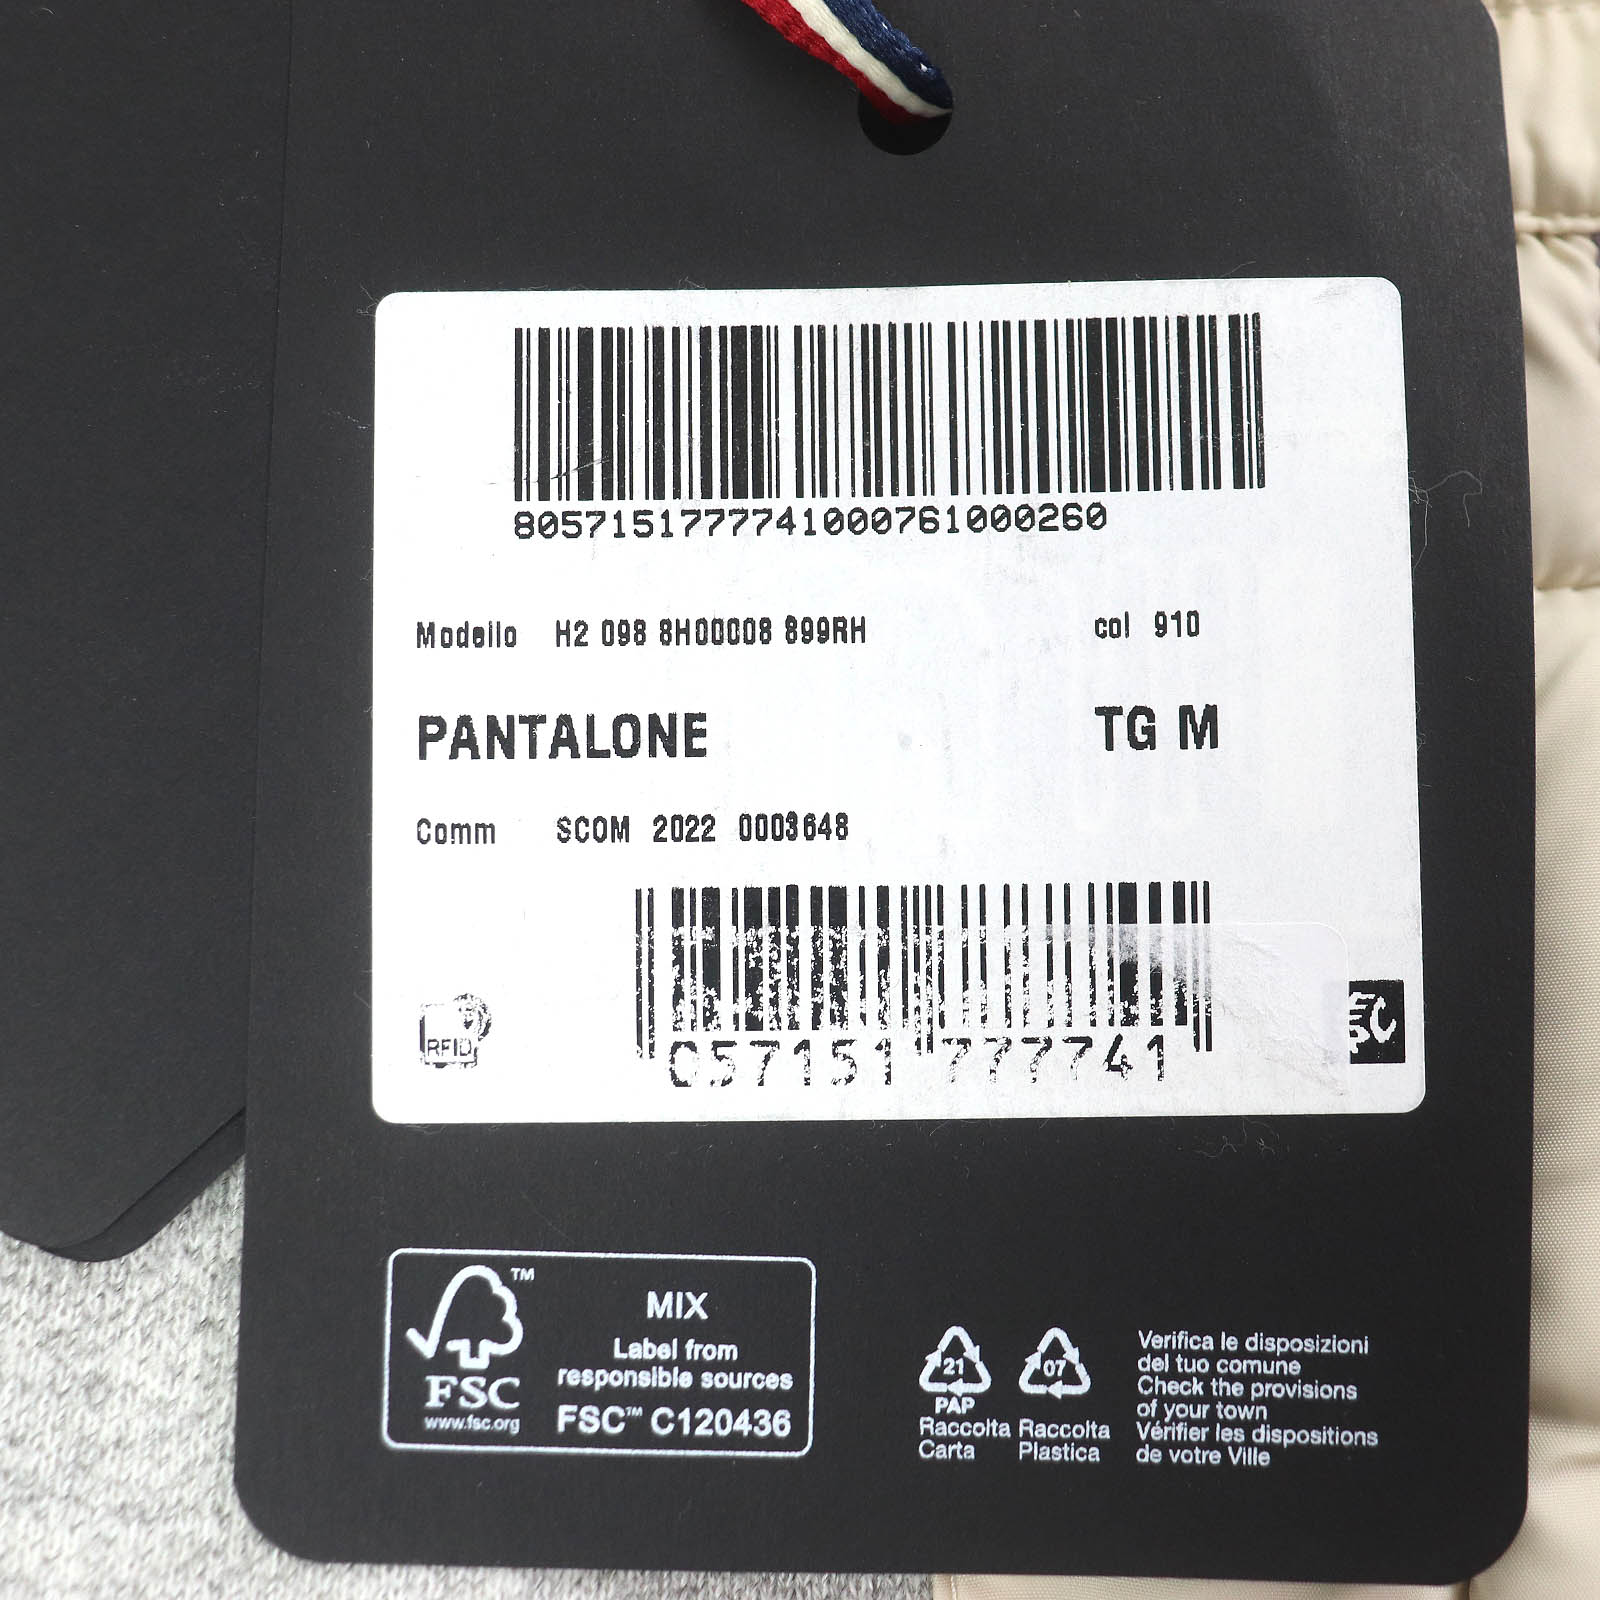 8057151777741000761000260
Modello H2 098 8H00008 899RH col 910
PANTALONE TG M
Comm SCOM 2022 0003648
RFID
057151 777741
TM
MIX
Label from
responsible sources
FSC
www.fsc.org
FSC™ C120436
21
PAP
Raccolta
Carta
07
Raccolta
Plastica
Verifica le disposizioni
del tuo comune
Check the provisions
of your town
Vérifier les dispositions
de votre Ville